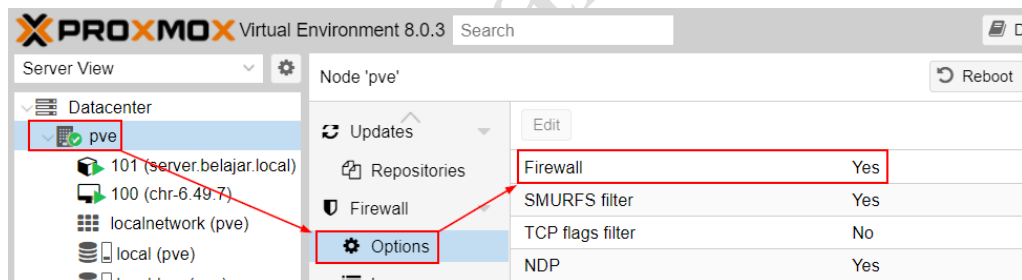 PROXMOX Virtual Environment 8.0.3 Search
Server View
Node 'pve'
Reboot
Datacenter
pve
101 (server.belajar.local)
100 (chr-6.49.7)
localnetwork (pve)
local (pve)
Updates
Repositories
Firewall
Options
Edit
Firewall Yes
SMURFS filter Yes
TCP flags filter No
NDP Yes